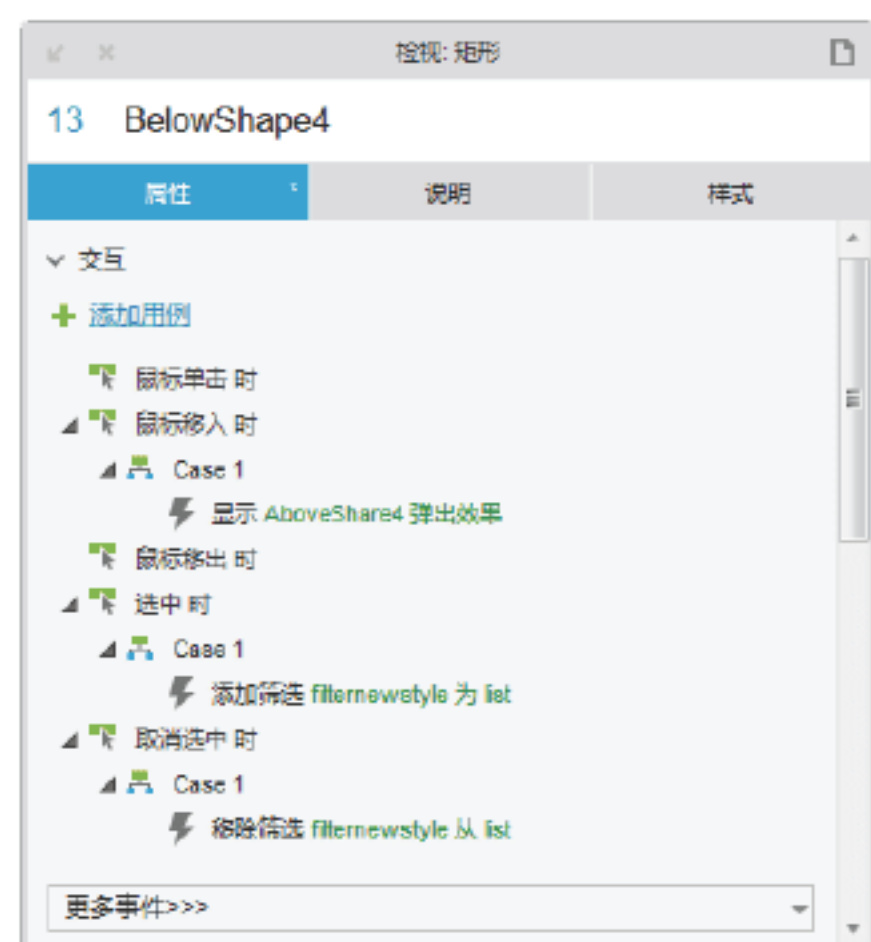 检视: 矩形
13 BelowShape4
属性 说明 样式
交互
添加用例
鼠标单击 时
鼠标移入 时
Case 1
显示 AboveShare4 弹出效果
鼠标移出 时
选中 时
Case 1
添加筛选 filternewstyle 为 list
取消选中 时
Case 1
移除筛选 filternewstyle 从 list
更多事件>>>